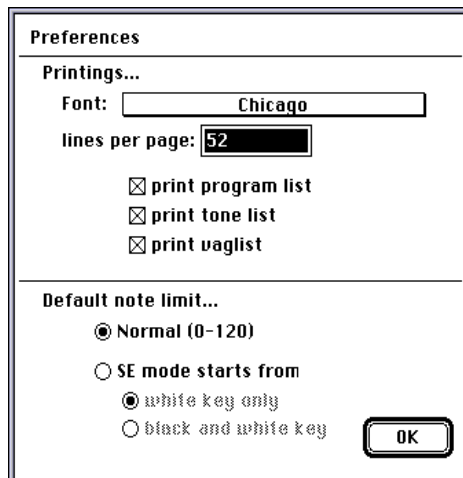 Preferences
Printings...
Font: Chicago
lines per page: 52
print program list
print tone list
print vaglist
Default note limit...
Normal (0-120)
SE mode starts from
white key only
black and white key
OK